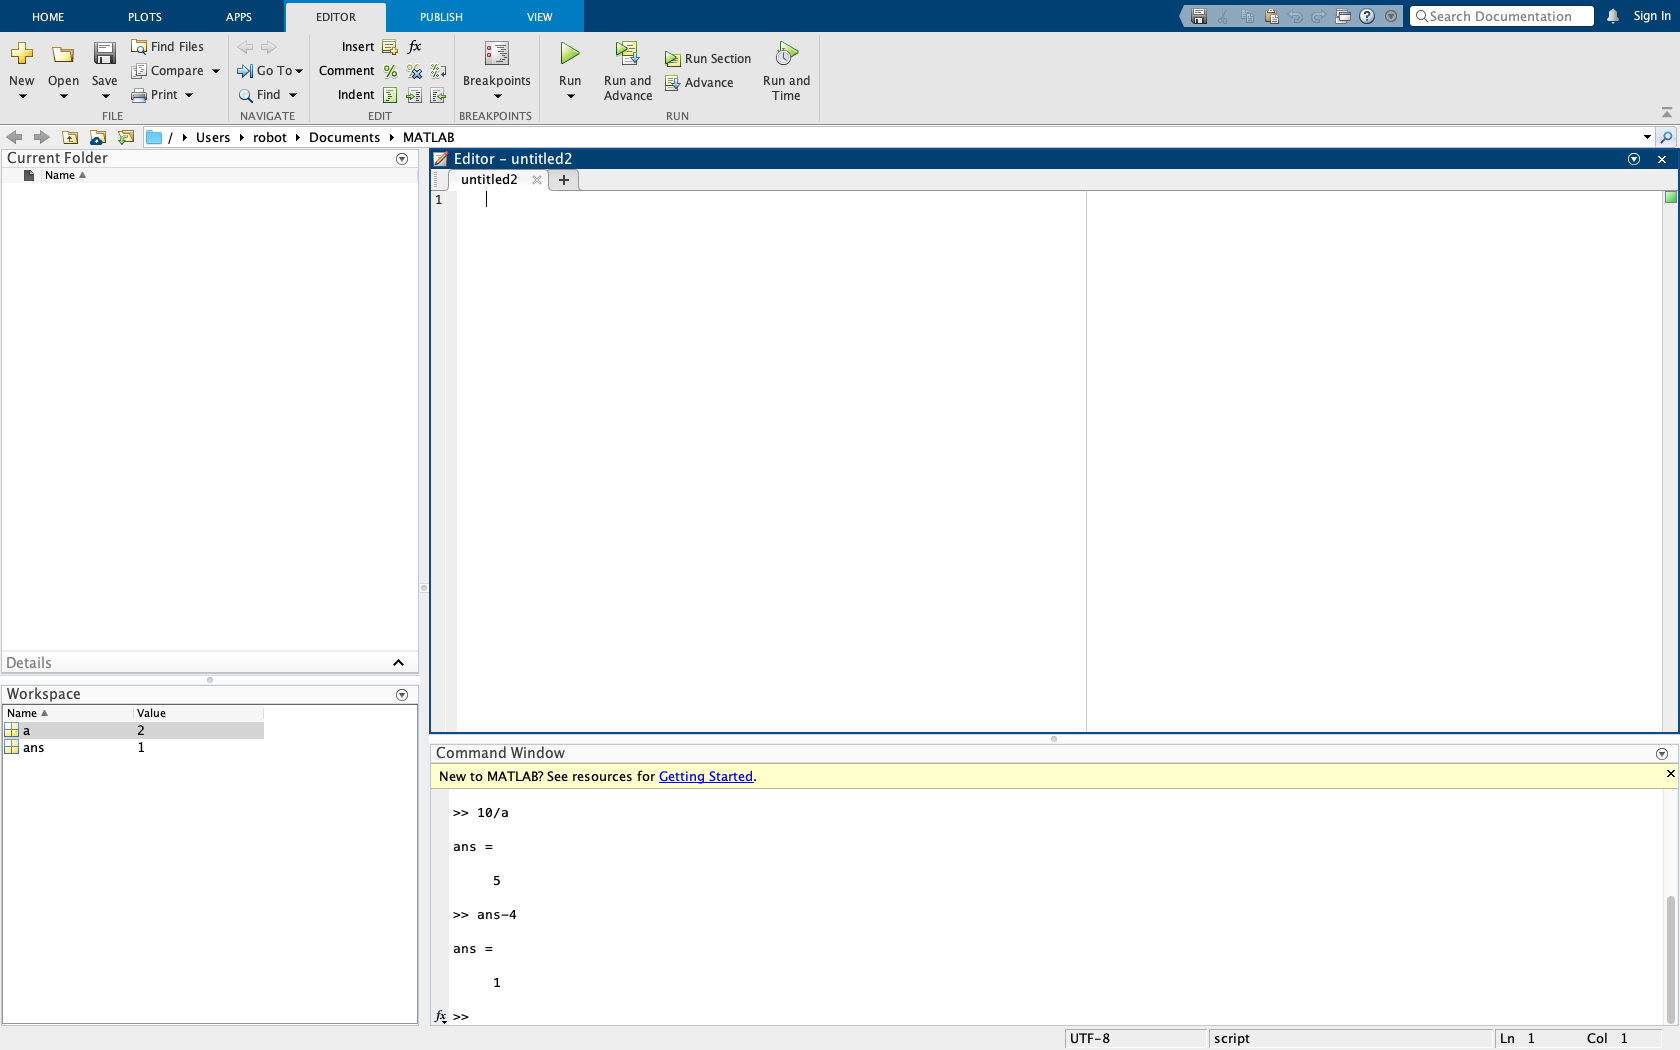 HOME PLOTS APPS EDITOR PUBLISH VIEW Search Documentation Sign In
New Open Save Find Files Compare Print
FILE
Go To Find
NAVIGATE
Insert fx
Comment % %
Indent
EDIT
Breakpoints
BREAKPOINTS
Run Run and Advance Run Section Advance Run and Time
RUN
/ Users robot Documents MATLAB
Current Folder
Name
Details
Workspace
Name Value
a 2
ans 1
Editor – untitled2
untitled2 +
1
Command Window
New to MATLAB? See resources for Getting Started.
>> 10/a
ans =
5
>> ans-4
ans =
1
fx >>
UTF-8 script Ln 1 Col 1